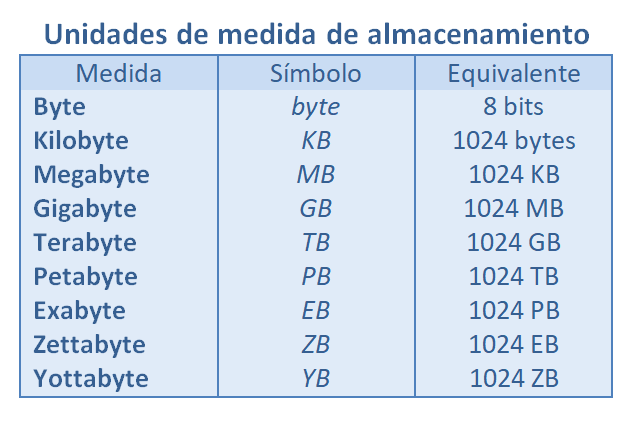 Unidades de medida de almacenamiento
Medida Símbolo Equivalente
Byte byte 8 bits
Kilobyte KB 1024 bytes
Megabyte MB 1024 KB
Gigabyte GB 1024 MB
Terabyte TB 1024 GB
Petabyte PB 1024 TB
Exabyte EB 1024 PB
Zettabyte ZB 1024 EB
Yottabyte YB 1024 ZB